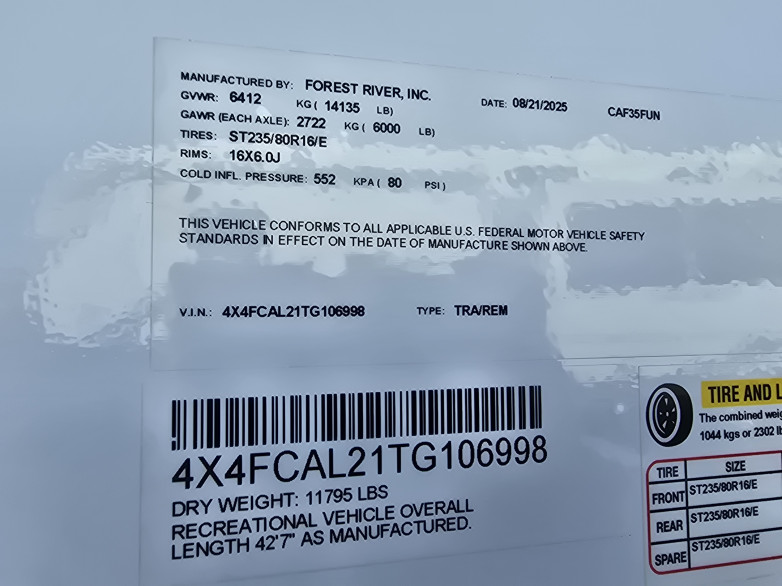 MANUFACTURED BY: FOREST RIVER, INC. DATE: 08/21/2025 CAF35FUN
GVWR: 6412 KG ( 14135 LB)
GAWR (EACH AXLE): 2722 KG ( 6000 LB)
TIRES: ST235/80R16/E
RIMS: 16X6.0J
COLD INFL. PRESSURE: 552 KPA ( 80 PSI )
THIS VEHICLE CONFORMS TO ALL APPLICABLE U.S. FEDERAL MOTOR VEHICLE SAFETY
STANDARDS IN EFFECT ON THE DATE OF MANUFACTURE SHOWN ABOVE.
V.I.N.: 4X4FCAL21TG106998 TYPE: TRA/REM
4X4FCAL21TG106998
DRY WEIGHT: 11795 LBS
RECREATIONAL VEHICLE OVERALL
LENGTH 42'7" AS MANUFACTURED.
TIRE AND L
The combined weig
1044 kgs or 2302 lb
TIRE SIZE
FRONT ST235/80R16/E
REAR ST235/80R16/E
SPARE ST235/80R16/E